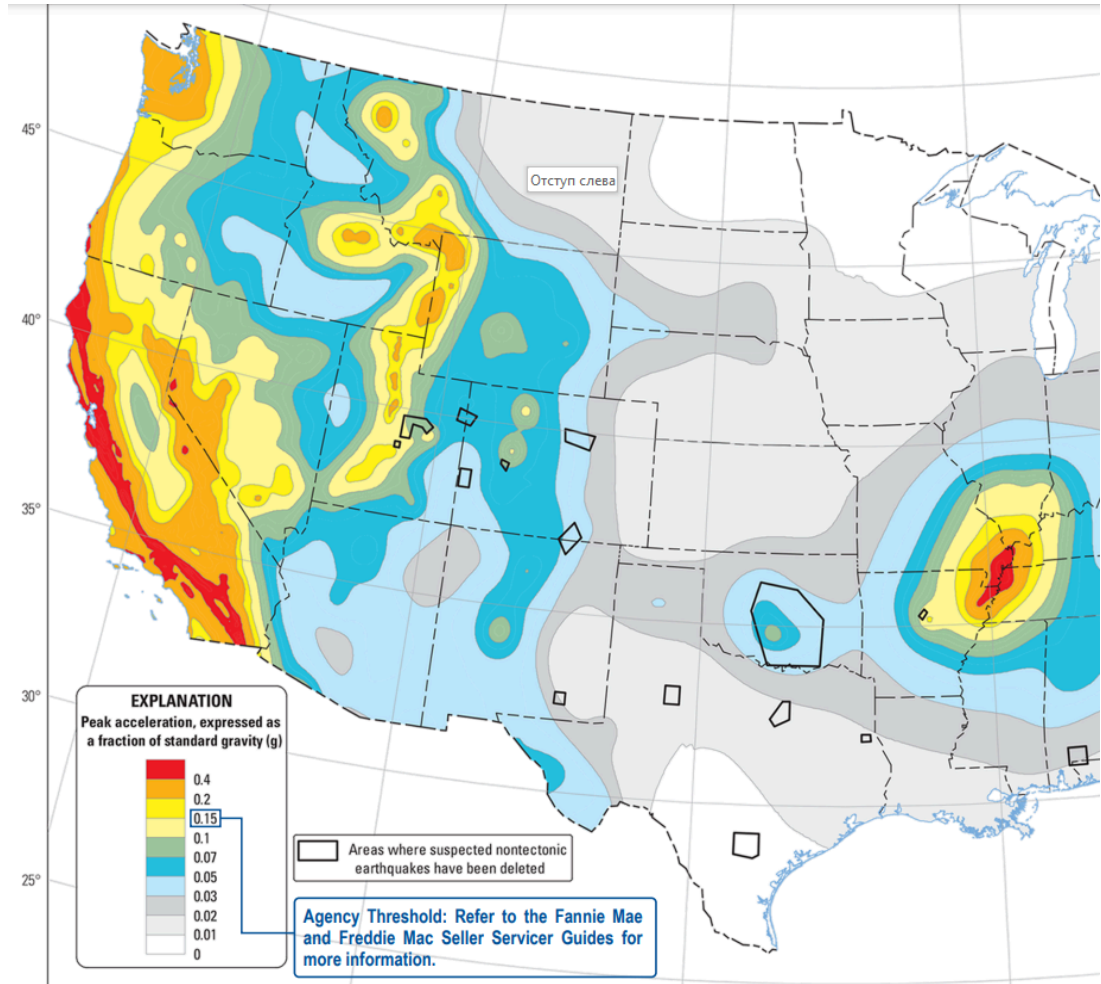 45°
Отступ слева
40°
35°
30°
25°
EXPLANATION
Peak acceleration, expressed as
a fraction of standard gravity (g)
0.4
0.2
0.15
0.1
0.07
0.05
0.03
0.02
0.01
0
Areas where suspected nontectonic
earthquakes have been deleted
Agency Threshold: Refer to the Fannie Mae
and Freddie Mac Seller Servicer Guides for
more information.